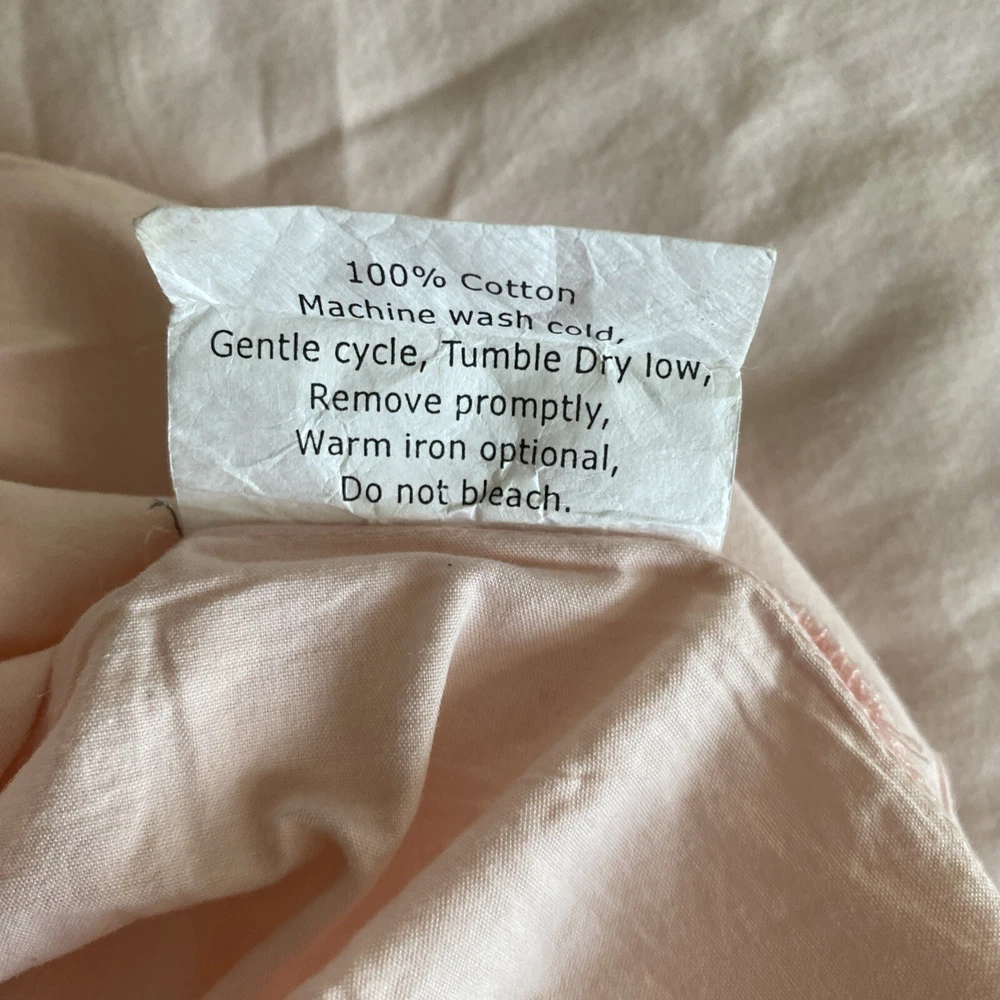 100% Cotton
Machine wash cold,
Gentle cycle, Tumble Dry low,
Remove promptly,
Warm iron optional,
Do not bleach.